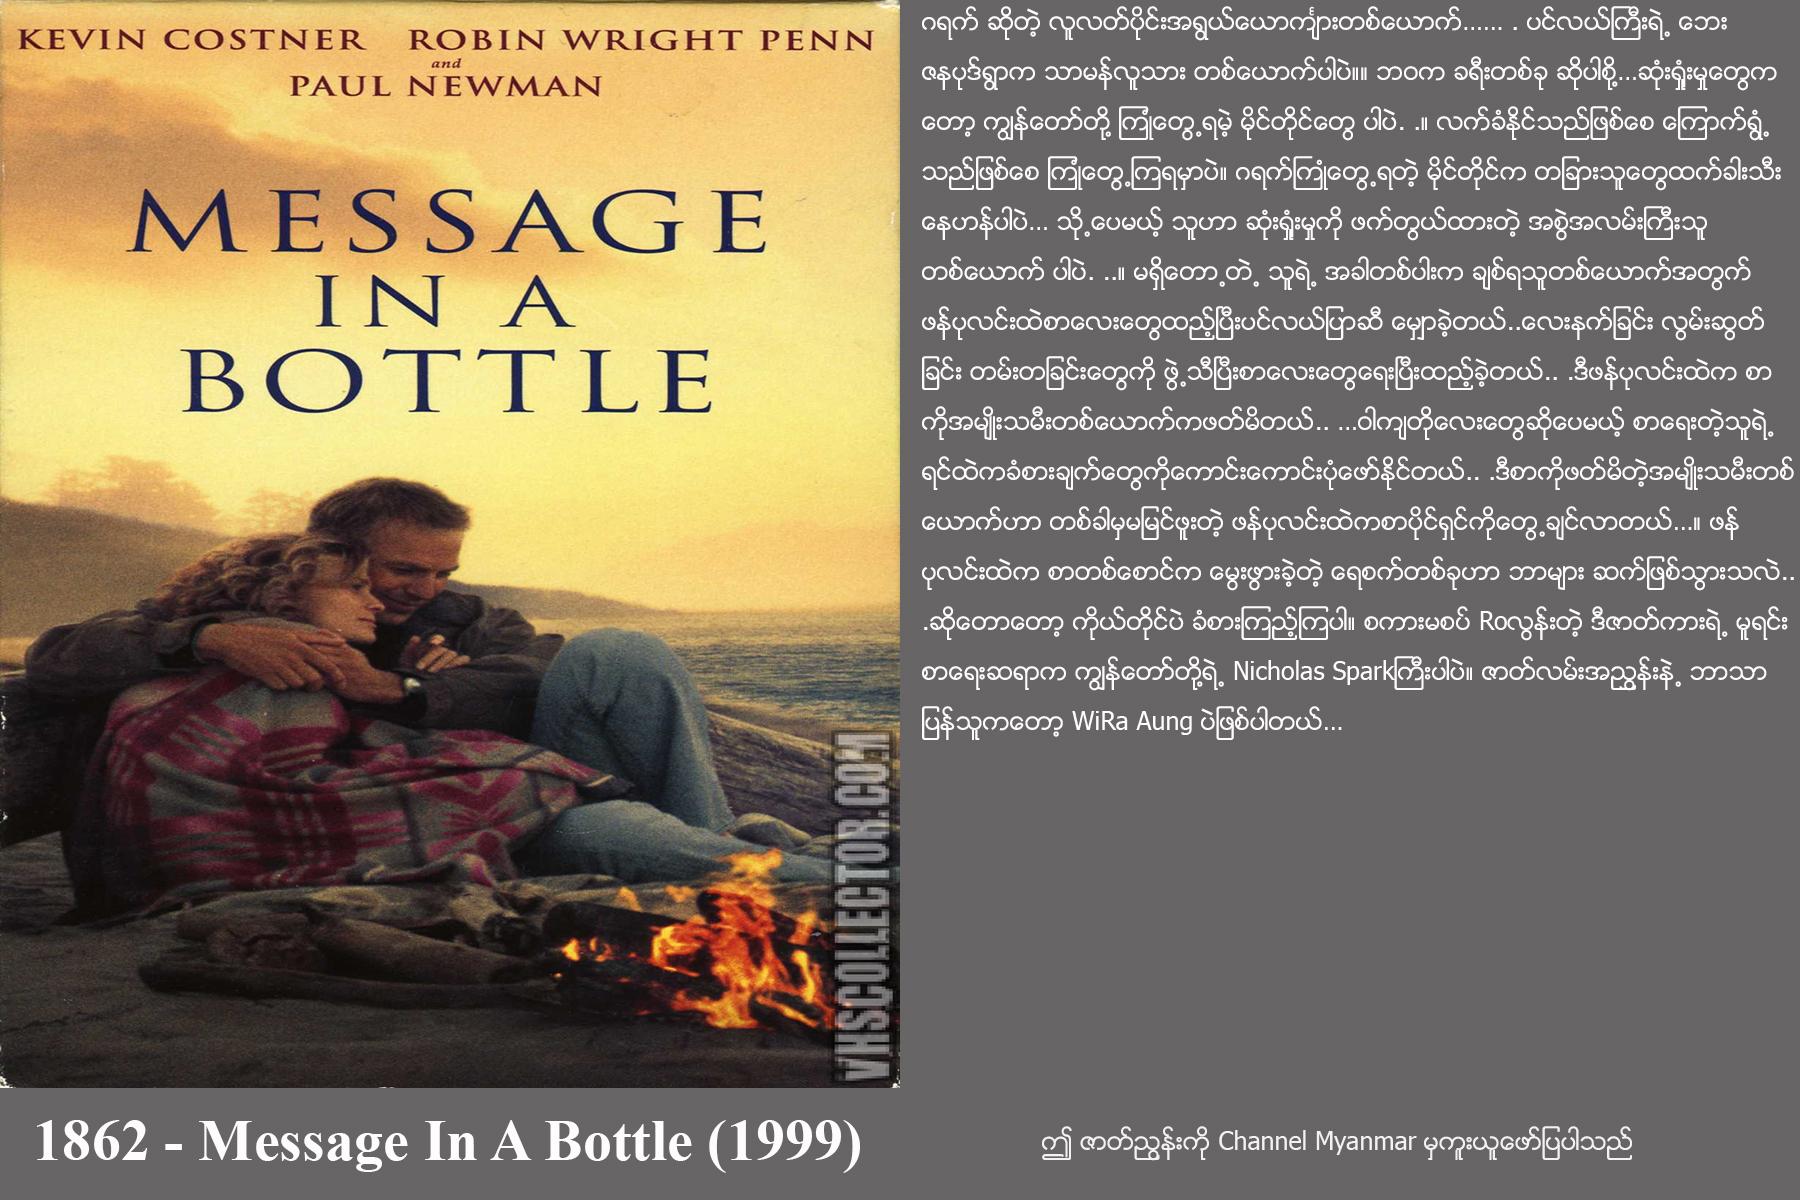 KEVIN COSTNER ROBIN WRIGHT PENN
and
PAUL NEWMAN
MESSAGE
IN A
BOTTLE
VHSCOLLECTOR.COM
1862 - Message In A Bottle (1999)
ဂရက် ဆိုတဲ့ လူလတ်ပိုင်းအရွယ်ယောင်္ကျားတစ်ယောက်...... . ပင်လယ်ကြီးရဲ့ ဘေး
ဇနပုဒ်ရွာက သာမန်လူသား တစ်ယောက်ပါပဲ။။ ဘဝက ခရီးတစ်ခု ဆိုပါစို့...ဆုံးရှုံးမှုတွေက
တော့ ကျွန်တော်တို့ ကြုံတွေ့ရမဲ့ မိုင်တိုင်တွေ ပါပဲ. .။ လက်ခံနိုင်သည်ဖြစ်စေ ကြောက်ရွံ့
သည်ဖြစ်စေ ကြုံတွေ့ကြရမှာပဲ။ ဂရက်ကြုံတွေ့ရတဲ့ မိုင်တိုင်က တခြားသူတွေထက်ခါးသီး
နေဟန်ပါပဲ... သို့ပေမယ့် သူဟာ ဆုံးရှုံးမှုကို ဖက်တွယ်ထားတဲ့ အစွဲအလမ်းကြီးသူ
တစ်ယောက် ပါပဲ. ..။ မရှိတော့တဲ့ သူရဲ့ အခါတစ်ပါးက ချစ်ရသူတစ်ယောက်အတွက်
ဖန်ပုလင်းထဲစာလေးတွေထည့်ပြီးပင်လယ်ပြာဆီ မျှောခဲ့တယ်..လေးနက်ခြင်း လွမ်းဆွတ်
ခြင်း တမ်းတခြင်းတွေကို ဖွဲ့သီပြီးစာလေးတွေရေးပြီးထည့်ခဲ့တယ်.. .ဒီဖန်ပုလင်းထဲက စာ
ကိုအမျိုးသမီးတစ်ယောက်ကဖတ်မိတယ်.. ...ဝါကျတိုလေးတွေဆိုပေမယ့် စာရေးတဲ့သူရဲ့
ရင်ထဲကခံစားချက်တွေကိုကောင်းကောင်းပုံဖော်နိုင်တယ်.. .ဒီစာကိုဖတ်မိတဲ့အမျိုးသမီးတစ်
ယောက်ဟာ တစ်ခါမှမမြင်ဖူးတဲ့ ဖန်ပုလင်းထဲကစာပိုင်ရှင်ကိုတွေ့ချင်လာတယ်...။ ဖန်
ပုလင်းထဲက စာတစ်စောင်က မွေးဖွားခဲ့တဲ့ ရေစက်တစ်ခုဟာ ဘာများ ဆက်ဖြစ်သွားသလဲ..
.ဆိုတောတော့ ကိုယ်တိုင်ပဲ ခံစားကြည့်ကြပါ။ စကားမစပ် Roလွန်းတဲ့ ဒီဇာတ်ကားရဲ့ မူရင်း
စာရေးဆရာက ကျွန်တော်တို့ရဲ့ Nicholas Sparkကြီးပါပဲ။ ဇာတ်လမ်းအညွှန်းနဲ့ ဘာသာ
ပြန်သူကတော့ WiRa Aung ပဲဖြစ်ပါတယ်...
ဤ ဇာတ်ညွှန်းကို Channel Myanmar မှကူးယူဖော်ပြပါသည်